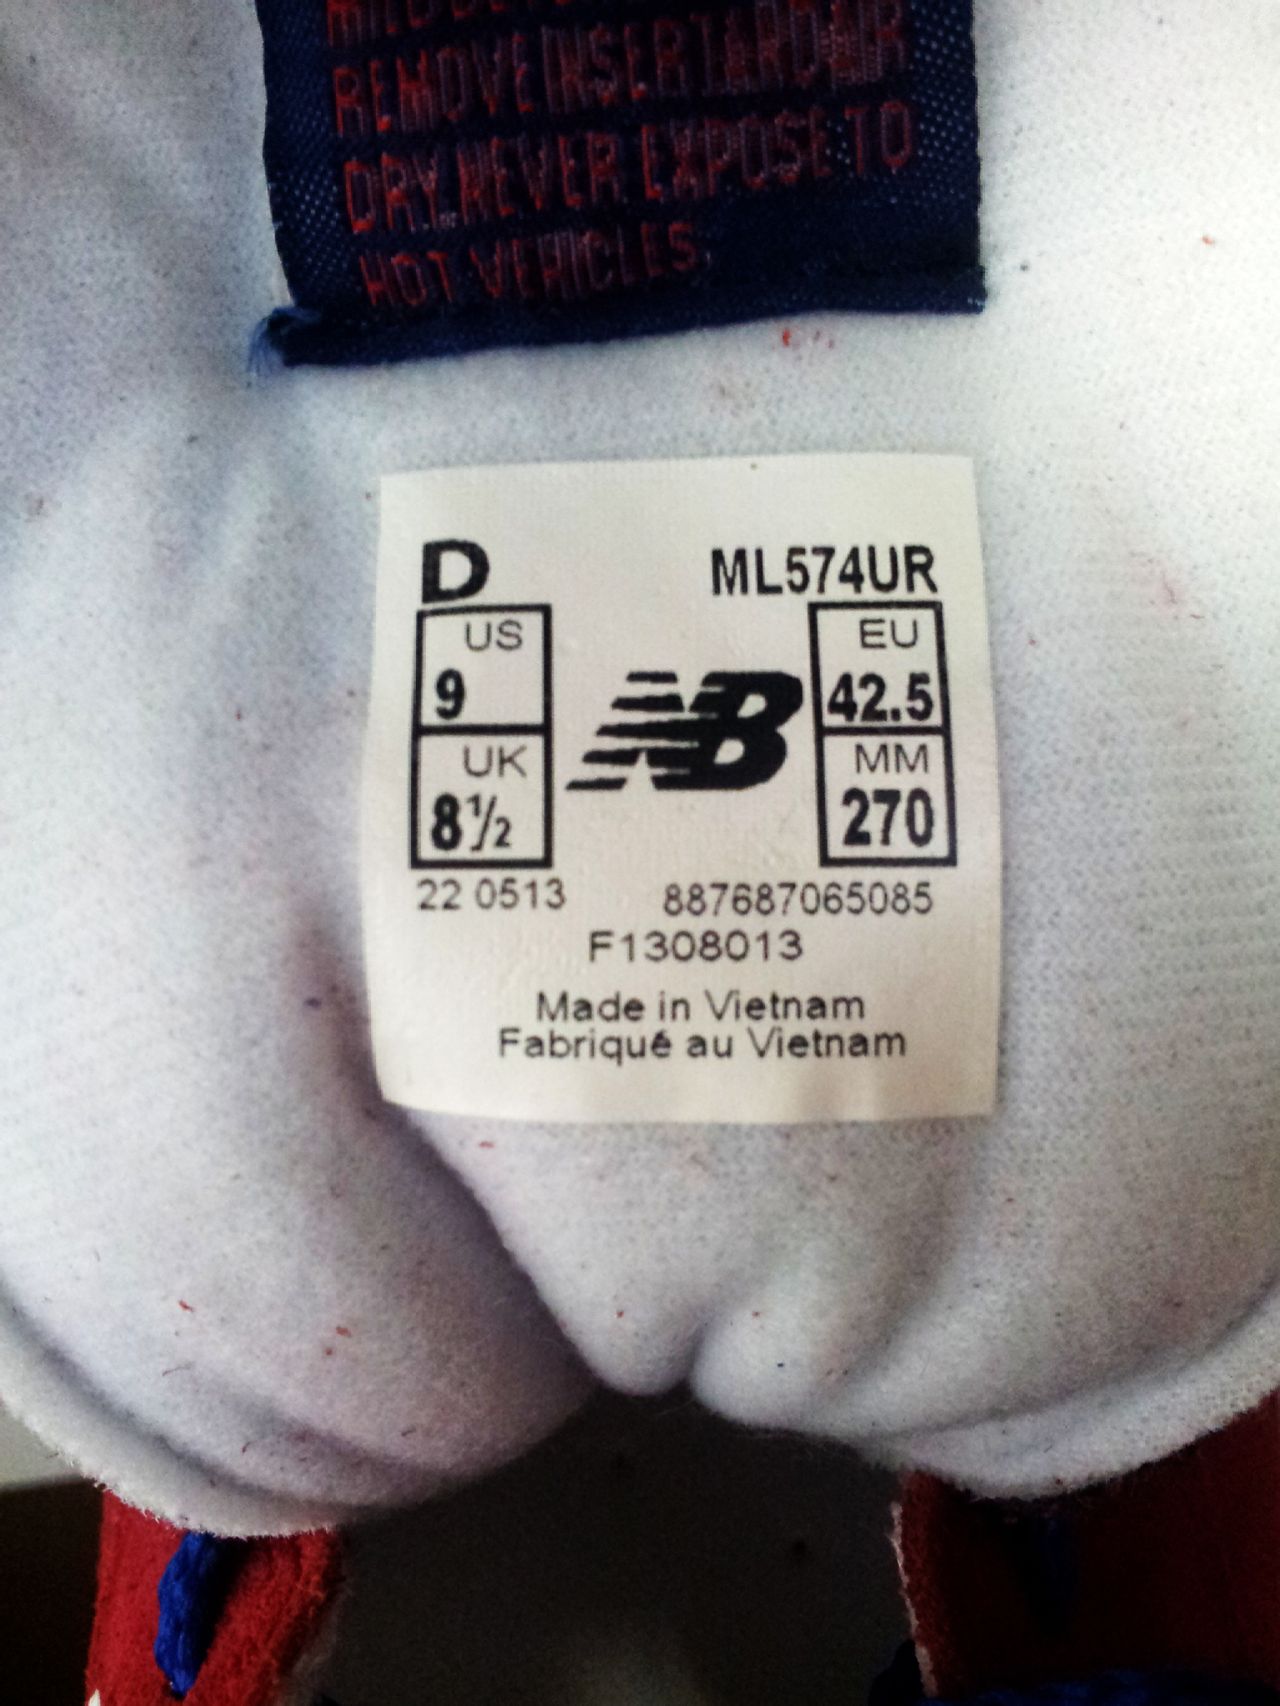 REMOVE INSERT AND AIR
DRY. NEVER EXPOSE TO
HOT VEHICLES.
D ML574UR
US EU
9 NB 42.5
UK MM
8½ 270
22 0513 887687065085
F1308013
Made in Vietnam
Fabriqué au Vietnam